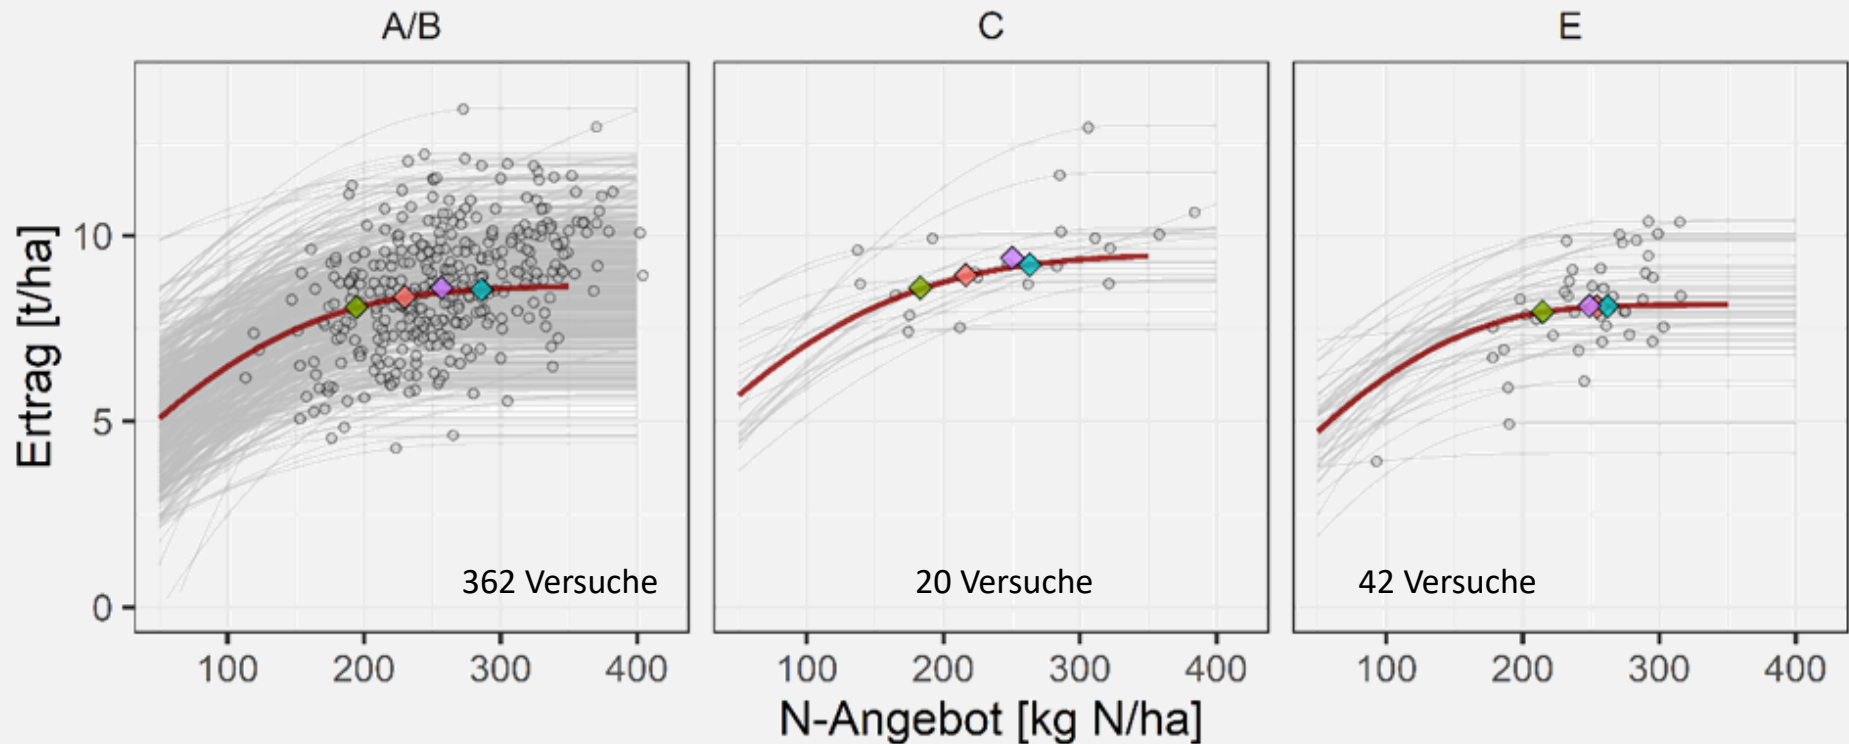 A/B
C
E
Ertrag [t/ha]
10
5
0
362 Versuche
20 Versuche
42 Versuche
100 200 300 400
100 200 300 400
100 200 300 400
N-Angebot [kg N/ha]